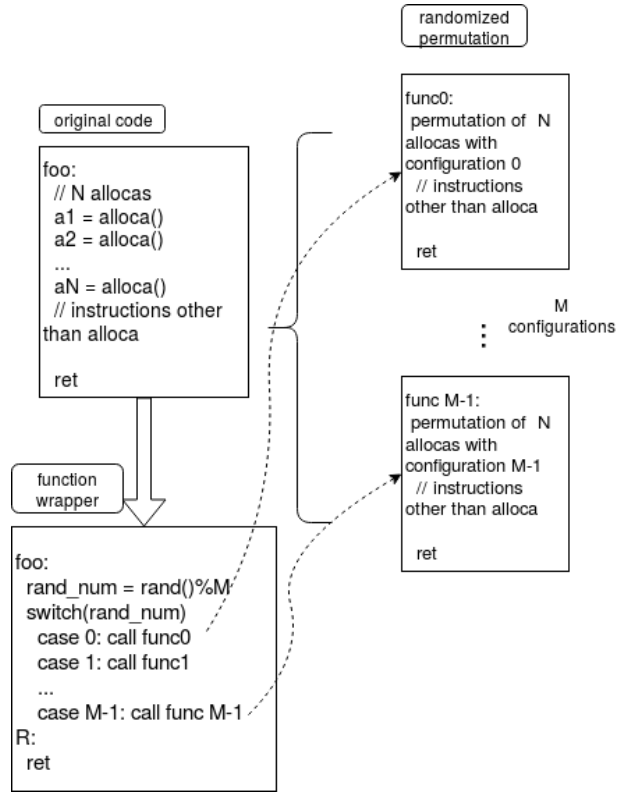 randomized
permutation
original code
foo:
// N allocas
a1 = alloca()
a2 = alloca()
...
aN = alloca()
// instructions other
than alloca
ret
func0:
permutation of N
allocas with
configuration 0
// instructions
other than alloca
ret
M
configurations
func M-1:
permutation of N
allocas with
configuration M-1
// instructions
other than alloca
ret
function
wrapper
foo:
rand_num = rand()%M
switch(rand_num)
case 0: call func0
case 1: call func1
...
case M-1: call func M-1
R:
ret